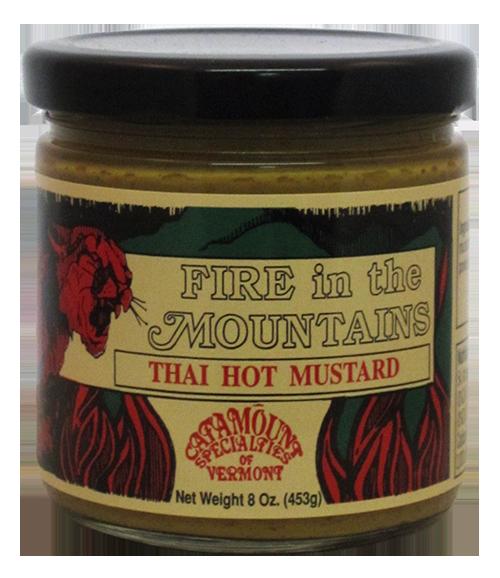 FIRE in the
MOUNTAINS
THAI HOT MUSTARD
CATAMOUNT
SPECIALTIES
OF
VERMONT
Net Weight 8 Oz. (453g)